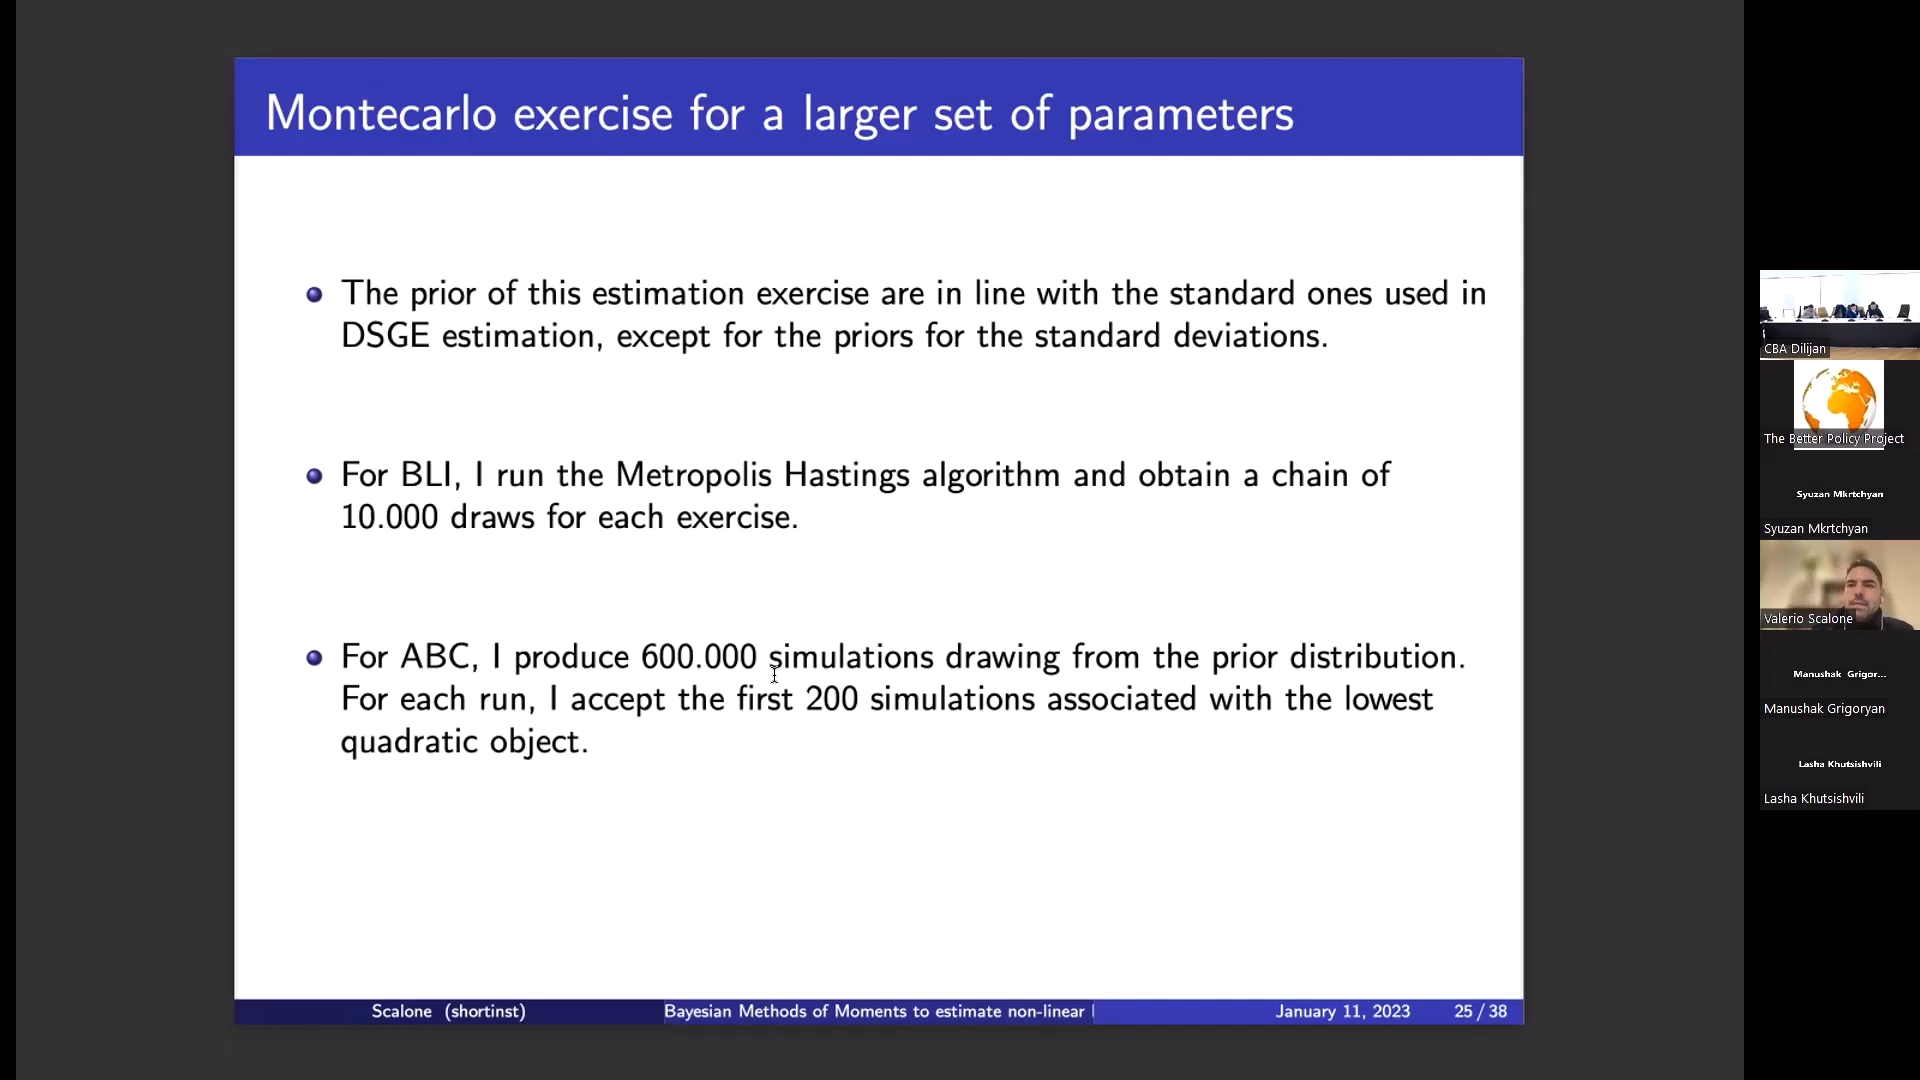 Montecarlo exercise for a larger set of parameters
The prior of this estimation exercise are in line with the standard ones used in
DSGE estimation, except for the priors for the standard deviations.
For BLI, I run the Metropolis Hastings algorithm and obtain a chain of
10.000 draws for each exercise.
For ABC, I produce 600.000 simulations drawing from the prior distribution.
For each run, I accept the first 200 simulations associated with the lowest
quadratic object.
Scalone (shortinst)
Bayesian Methods of Moments to estimate non-linear
January 11, 2023
25 / 38
CBA Dilijan
The Better Policy Project
Syuzan Mkrtchyan
Syuzan Mkrtchyan
Valerio Scalone
Manushak Grigor...
Manushak Grigoryan
Lasha Khutsishvili
Lasha Khutsishvili